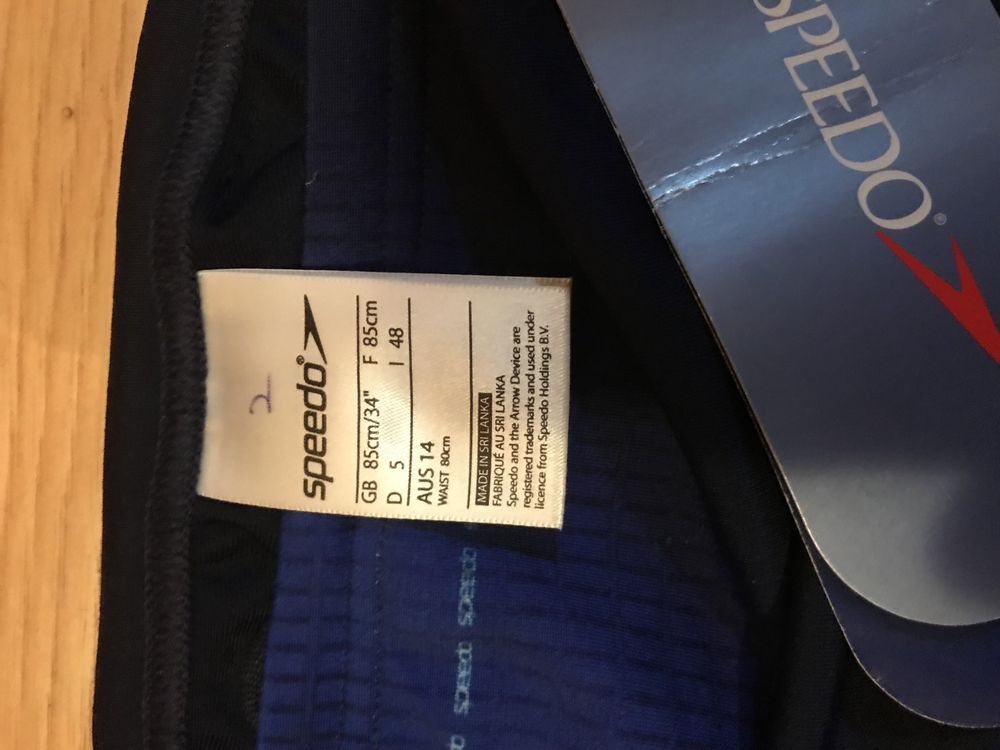 2
speedo®
GB 85cm/34" F 85cm
D 5 I 48
AUS 14
WAIST 80cm
MADE IN SRI LANKA
FABRIQUÉ AU SRI LANKA
Speedo and the Arrow Device are
registered trademarks and used under
licence from Speedo Holdings B.V.
SPEEDO®
speedo speedo